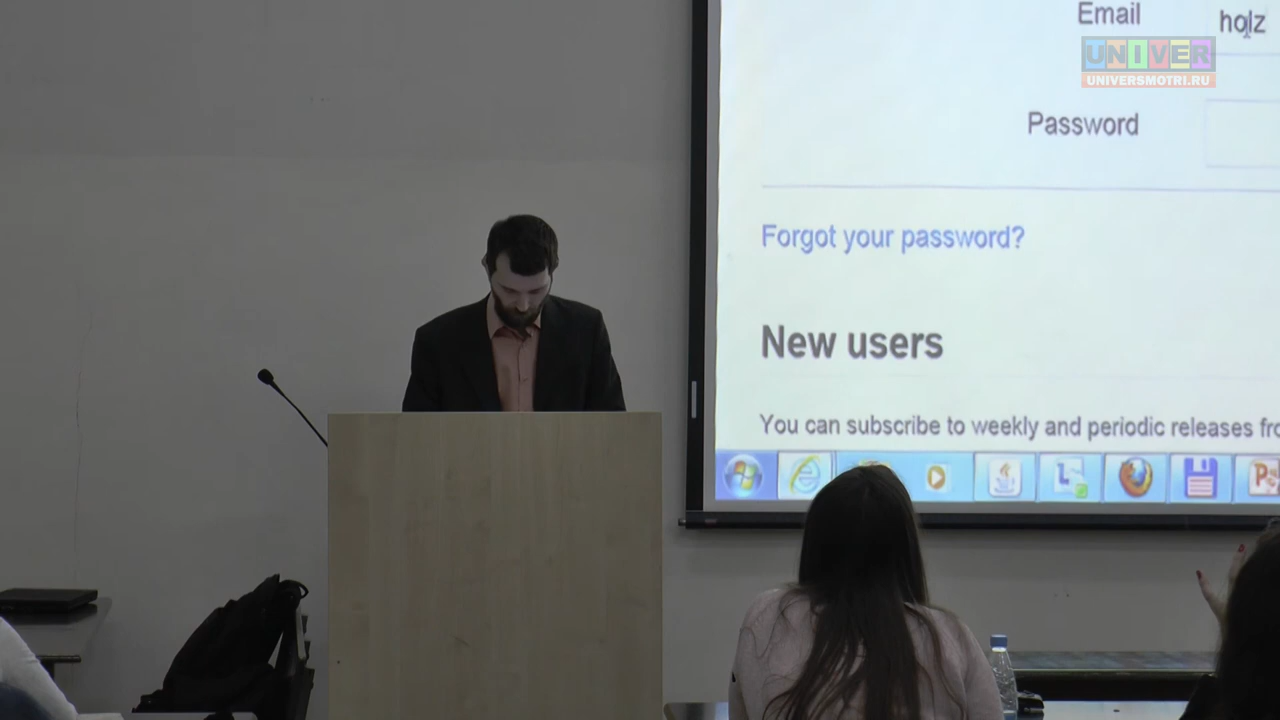 Email
holz
UNIVER
UNIVERSMOTRI.RU
Password
Forgot your password?
New users
You can subscribe to weekly and periodic releases fro